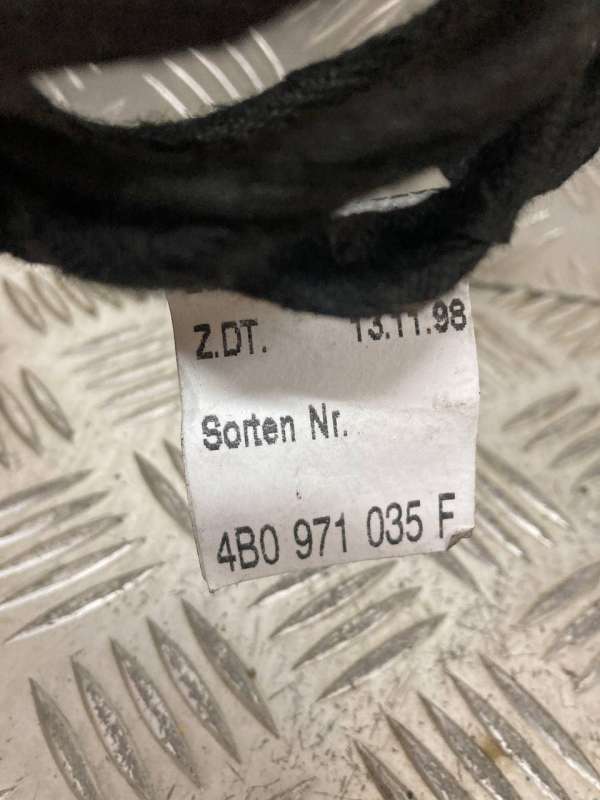 Z.DT. 13.11.98
Sorten Nr.
4B0 971 035 F